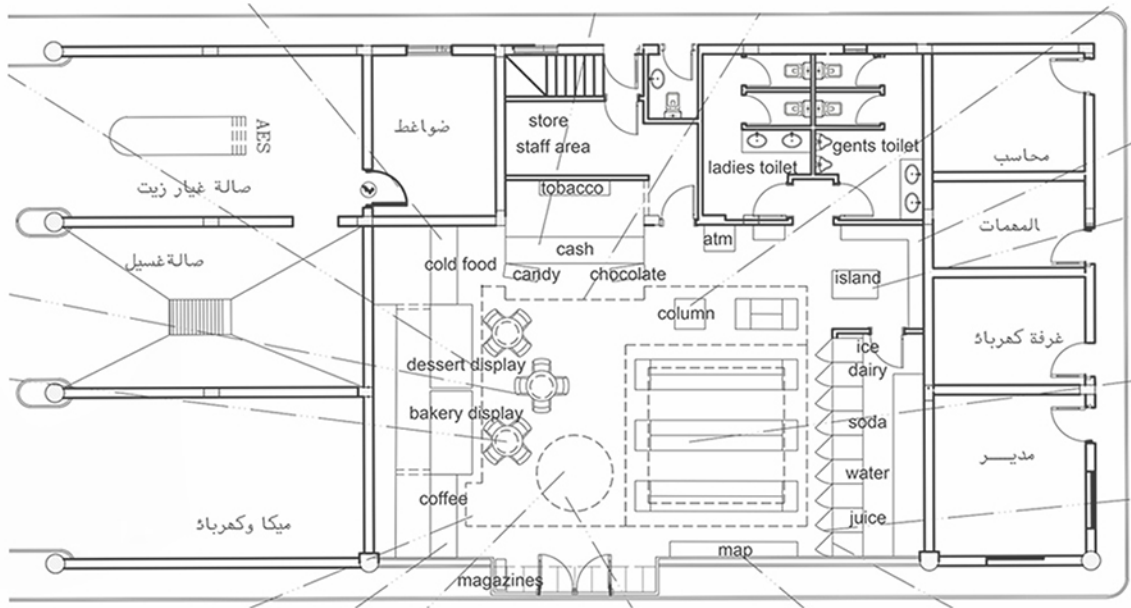 store
staff area
ضواغط
AES
صالة غيار زيت
tobacco
ladies toilet
gents toilet
محاسب
atm
cash
المهمات
صالة غسيل
cold food
candy
chocolate
island
column
غرفة كهرباء
ice
dessert display
dairy
bakery display
soda
مديـــر
water
coffee
ميكا وكهرباء
juice
map
magazines